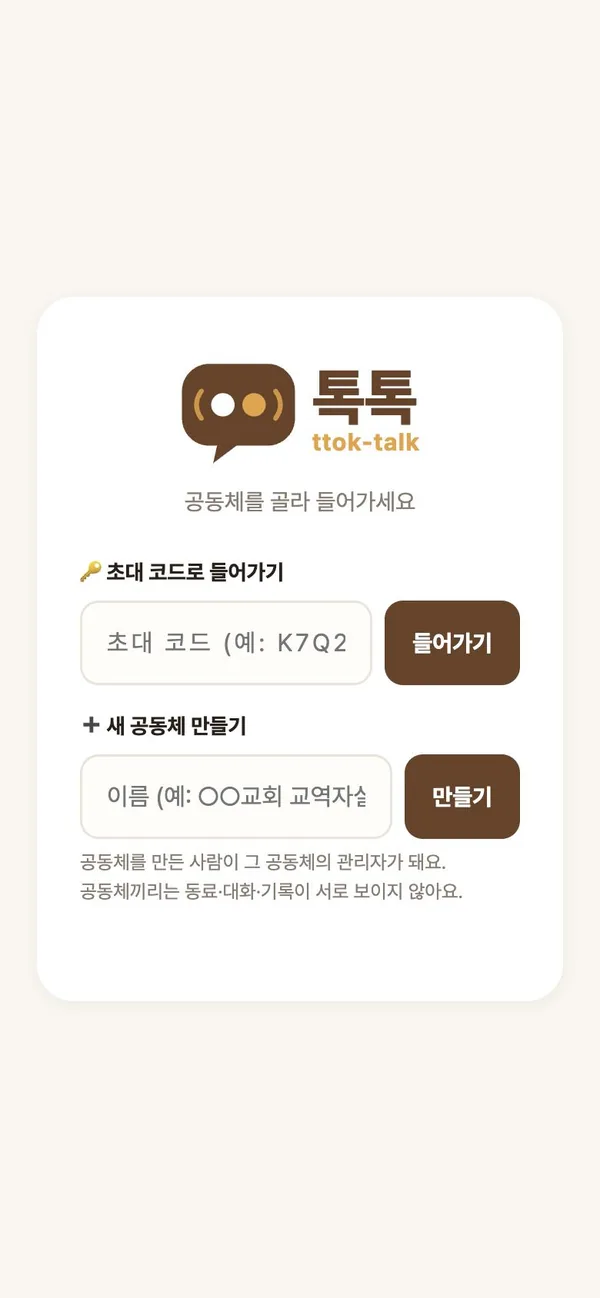 톡톡
ttok-talk
공동체를 골라 들어가세요
🔑 초대 코드로 들어가기
초대 코드 (예: K7Q2
들어가기
➕ 새 공동체 만들기
이름 (예: 〇〇교회 교역자실
만들기
공동체를 만든 사람이 그 공동체의 관리자가 돼요.
공동체끼리는 동료·대화·기록이 서로 보이지 않아요.